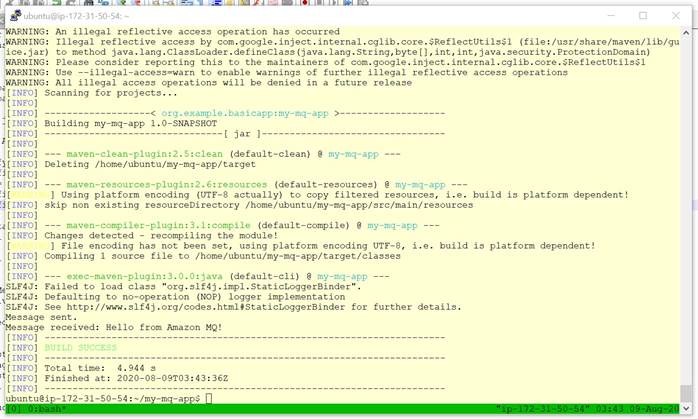 ubuntu@ip-172-31-50-54: ~
WARNING: An illegal reflective access operation has occurred
WARNING: Illegal reflective access by com.google.inject.internal.cglib.core.$ReflectUtils$1 (file:/usr/share/maven/lib/gu
ice.jar) to method java.lang.ClassLoader.defineClass(java.lang.String,byte[],int,int,java.security.ProtectionDomain)
WARNING: Please consider reporting this to the maintainers of com.google.inject.internal.cglib.core.$ReflectUtils$1
WARNING: Use --illegal-access=warn to enable warnings of further illegal reflective access operations
WARNING: All illegal access operations will be denied in a future release
[INFO] Scanning for projects...
[INFO]
[INFO] -------------------< org.example.basicapp:my-mq-app >-------------------
[INFO] Building my-mq-app 1.0-SNAPSHOT
[INFO] --------------------------------[ jar ]---------------------------------
[INFO]
[INFO] --- maven-clean-plugin:2.5:clean (default-clean) @ my-mq-app ---
[INFO] Deleting /home/ubuntu/my-mq-app/target
[INFO]
[INFO] --- maven-resources-plugin:2.6:resources (default-resources) @ my-mq-app ---
[ ] Using platform encoding (UTF-8 actually) to copy filtered resources, i.e. build is platform dependent!
[INFO] skip non existing resourceDirectory /home/ubuntu/my-mq-app/src/main/resources
[INFO]
[INFO] --- maven-compiler-plugin:3.1:compile (default-compile) @ my-mq-app ---
[INFO] Changes detected - recompiling the module!
[ ] File encoding has not been set, using platform encoding UTF-8, i.e. build is platform dependent!
[INFO] Compiling 1 source file to /home/ubuntu/my-mq-app/target/classes
[INFO]
[INFO] --- exec-maven-plugin:3.0.0:java (default-cli) @ my-mq-app ---
SLF4J: Failed to load class "org.slf4j.impl.StaticLoggerBinder".
SLF4J: Defaulting to no-operation (NOP) logger implementation
SLF4J: See http://www.slf4j.org/codes.html#StaticLoggerBinder for further details.
Message sent.
Message received: Hello from Amazon MQ!
[INFO] ------------------------------------------------------------------------
[INFO] BUILD SUCCESS
[INFO] ------------------------------------------------------------------------
[INFO] Total time:  4.944 s
[INFO] Finished at: 2020-08-09T03:43:36Z
[INFO] ------------------------------------------------------------------------
ubuntu@ip-172-31-50-54:~/my-mq-app$
[0] 0:bash* "ip-172-31-50-54" 03:43 09-Aug-20